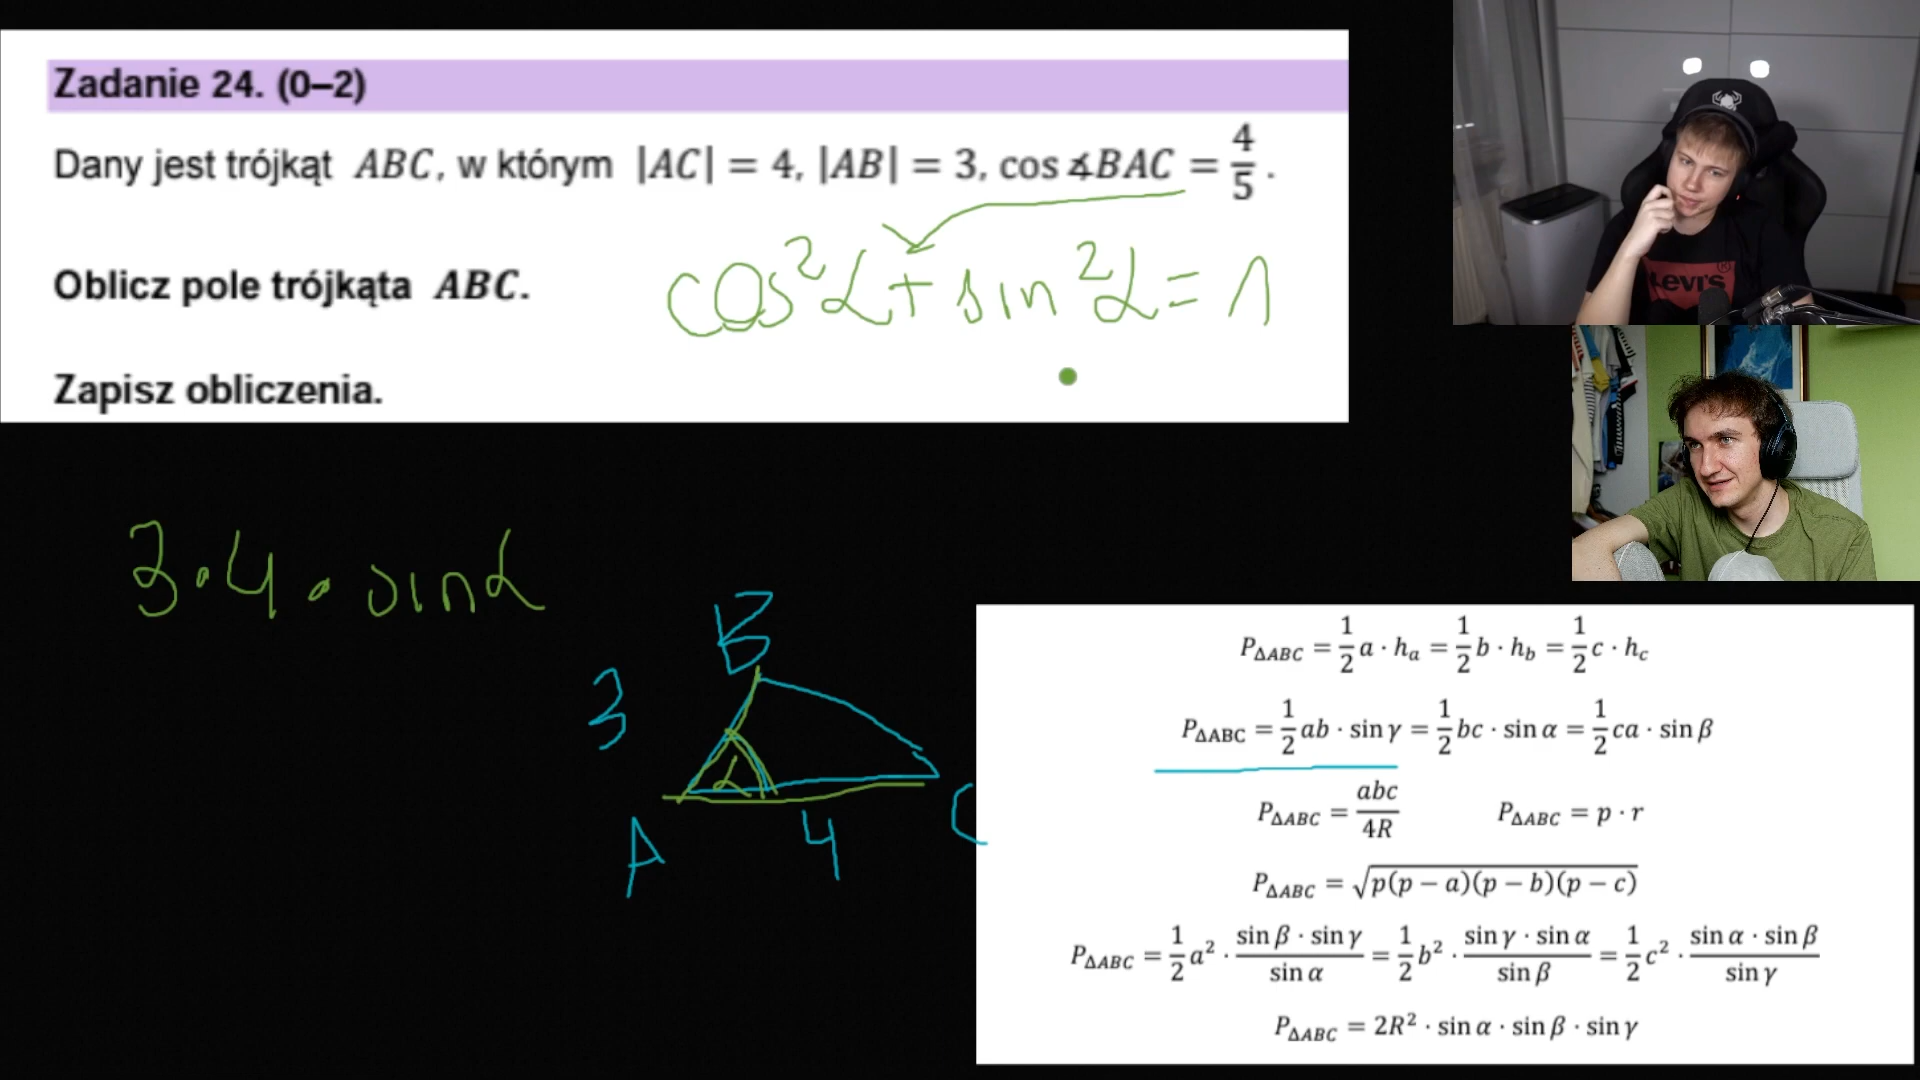 Zadanie 24. (0–2)
Dany jest trójkąt ABC, w którym |AC| = 4, |AB| = 3, cos ∡BAC = 4/5 .
cos²α + sin²α = 1
Oblicz pole trójkąta ABC.
Zapisz obliczenia.
Levi's®
3 · 4 · sinα
B
3
α
A
4
C
P_ΔABC = 1/2 a · h_a = 1/2 b · h_b = 1/2 c · h_c
P_ΔABC = 1/2 ab · sin γ = 1/2 bc · sin α = 1/2 ca · sin β
P_ΔABC = abc/4R P_ΔABC = p · r
P_ΔABC = √(p(p − a)(p − b)(p − c))
P_ΔABC = 1/2 a² · (sin β · sin γ)/(sin α) = 1/2 b² · (sin γ · sin α)/(sin β) = 1/2 c² · (sin α · sin β)/(sin γ)
P_ΔABC = 2R² · sin α · sin β · sin γ